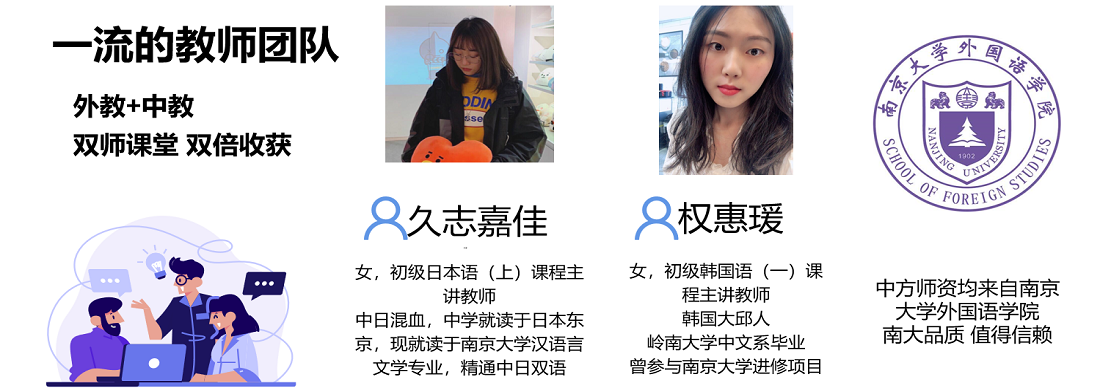 一流的教师团队
外教+中教
双师课堂 双倍收获
久志嘉佳
女，初级日本语（上）课程主
讲教师
中日混血，中学就读于日本东
京，现就读于南京大学汉语言
文学专业，精通中日双语
权惠瑗
女，初级韩国语（一）课
程主讲教师
韩国大邱人
岭南大学中文系毕业
曾参与南京大学进修项目
南京大学外国语学院
NANJING UNIVERSITY
1902
SCHOOL OF FOREIGN STUDIES
中方师资均来自南京
大学外国语学院
南大品质 值得信赖